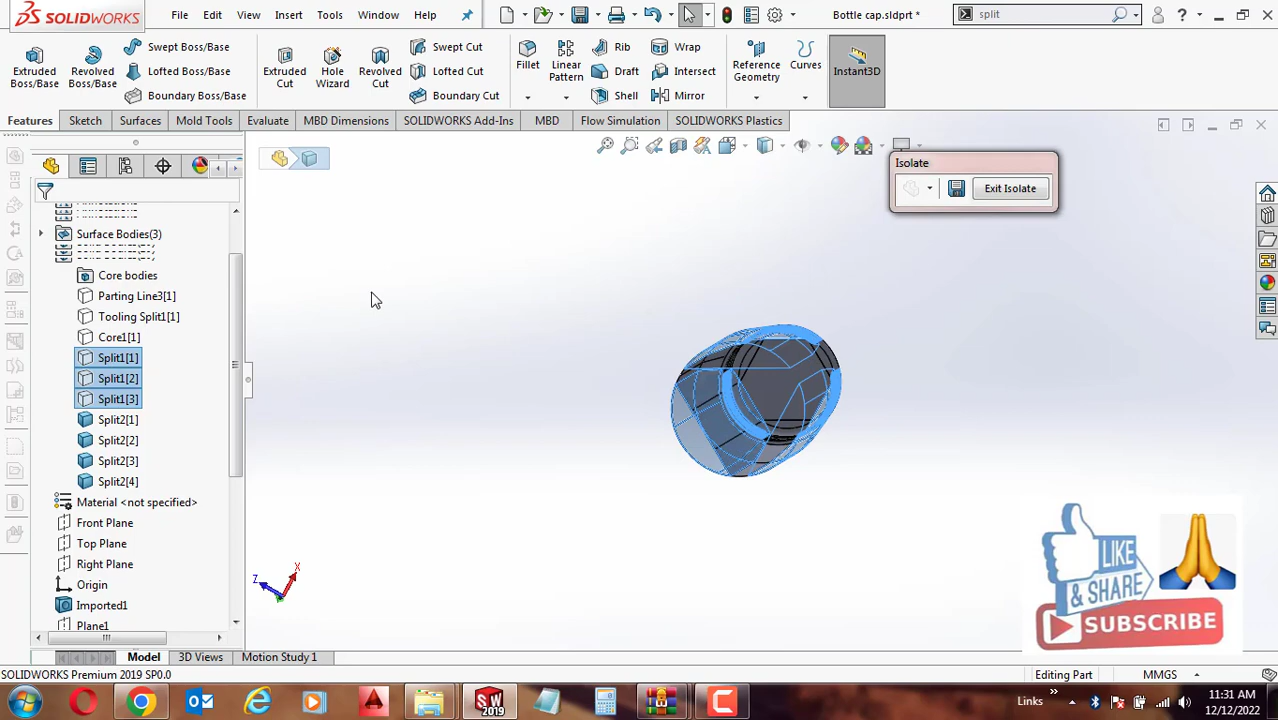 SOLIDWORKS File Edit View Insert Tools Window Help Bottle cap.sldprt * split ?
Extruded Boss/Base Revolved Boss/Base Swept Boss/Base Lofted Boss/Base Boundary Boss/Base Extruded Cut Hole Wizard Revolved Cut Swept Cut Lofted Cut Boundary Cut Fillet Linear Pattern Rib Draft Shell Wrap Intersect Mirror Reference Geometry Curves Instant3D
Features Sketch Surfaces Mold Tools Evaluate MBD Dimensions SOLIDWORKS Add-Ins MBD Flow Simulation SOLIDWORKS Plastics
Isolate
Exit Isolate
Surface Bodies(3)
Core bodies
Parting Line3[1]
Tooling Split1[1]
Core1[1]
Split1[1]
Split1[2]
Split1[3]
Split2[1]
Split2[2]
Split2[3]
Split2[4]
Material <not specified>
Front Plane
Top Plane
Right Plane
Origin
Imported1
Plane1
Z X
LIKE
& SHARE
SUBSCRIBE
Model 3D Views Motion Study 1
SOLIDWORKS Premium 2019 SP0.0 Editing Part MMGS
SW 2019
Links »
11:31 AM
12/12/2022